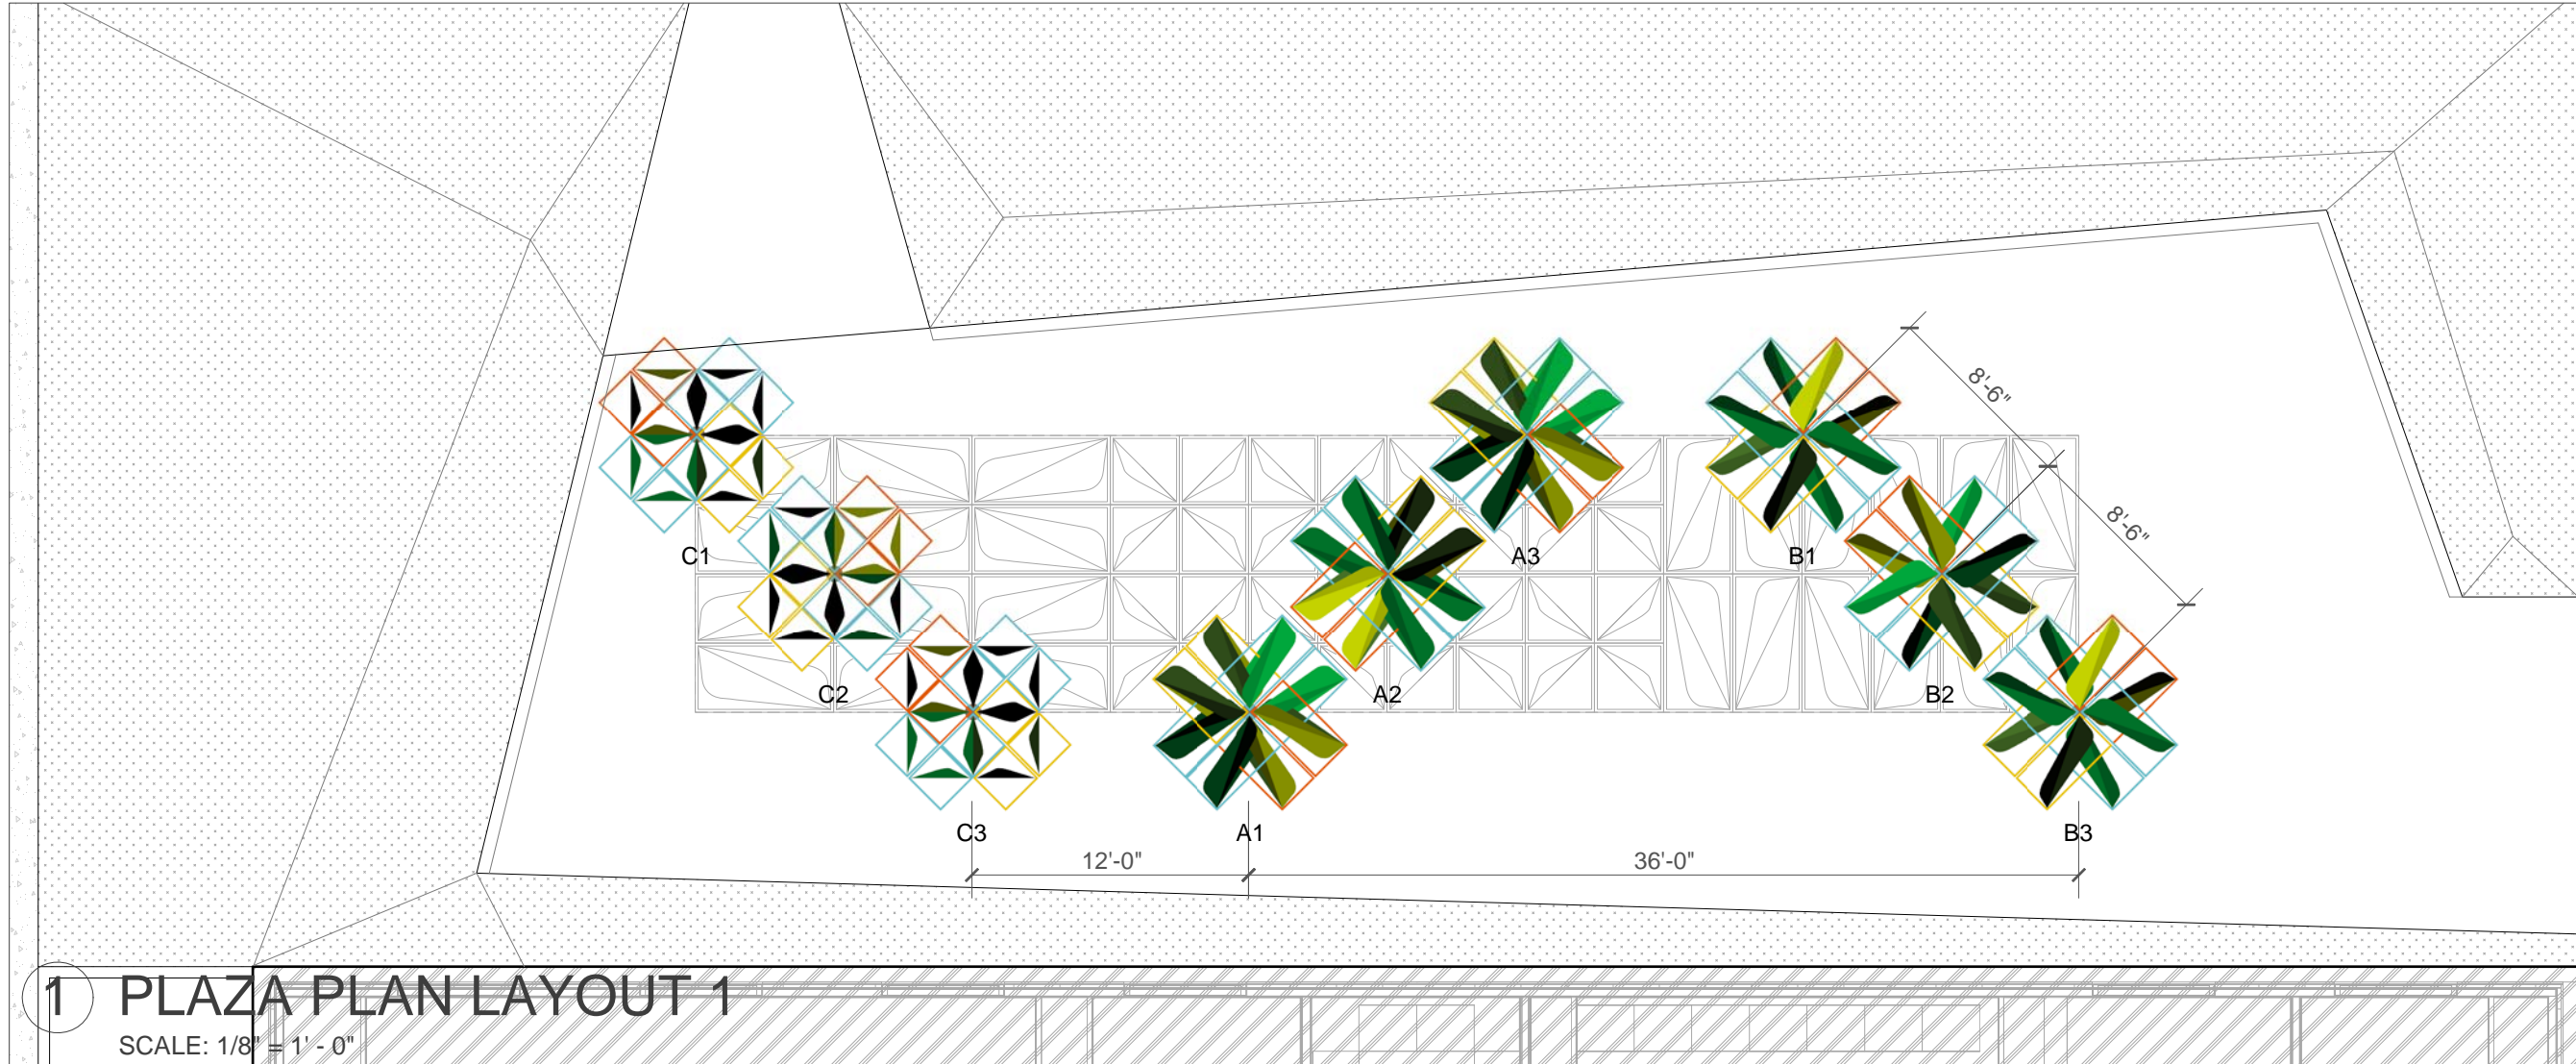 8'-6"
8'-6"
C1
A3
B1
C2
A2
B2
C3
A1
B3
12'-0"
36'-0"
1
PLAZA PLAN LAYOUT 1
SCALE: 1/8" = 1' - 0"